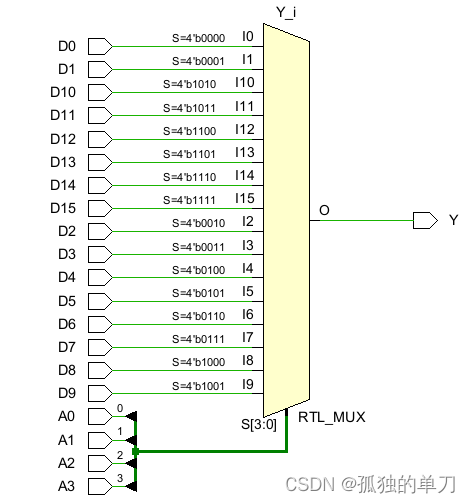 Y_i
D0 S=4'b0000 I0
D1 S=4'b0001 I1
D10 S=4'b1010 I10
D11 S=4'b1011 I11
D12 S=4'b1100 I12
D13 S=4'b1101 I13
D14 S=4'b1110 I14
D15 S=4'b1111 I15
O Y
D2 S=4'b0010 I2
D3 S=4'b0011 I3
D4 S=4'b0100 I4
D5 S=4'b0101 I5
D6 S=4'b0110 I6
D7 S=4'b0111 I7
D8 S=4'b1000 I8
D9 S=4'b1001 I9
A0 0
S[3:0] RTL_MUX
A1 1
A2 2
A3 3
CSDN @孤独的单刀